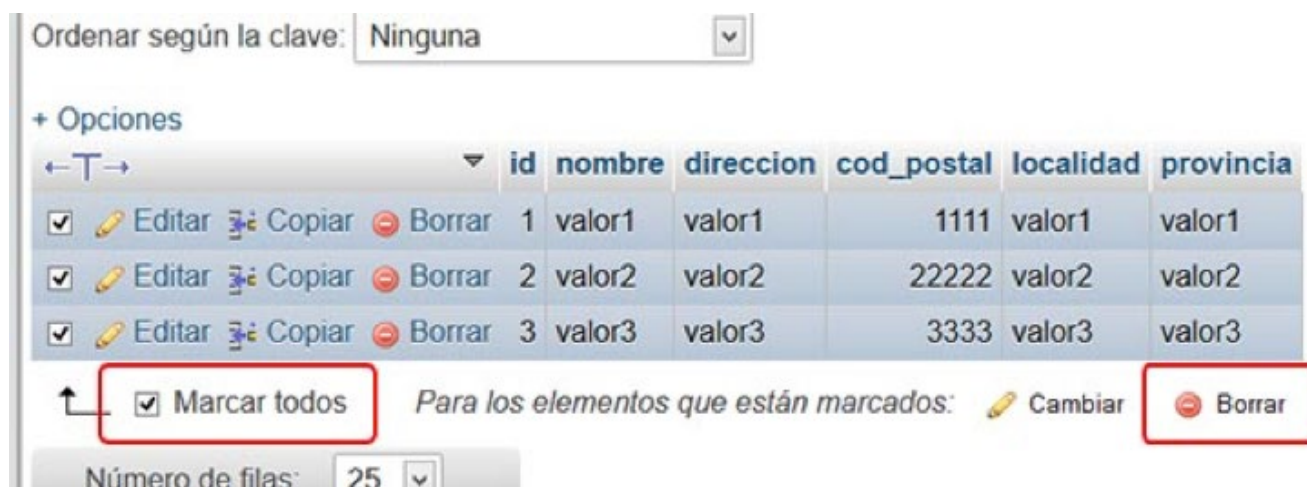 Ordenar según la clave: Ninguna
+ Opciones
←T→ id nombre direccion cod_postal localidad provincia
Editar Copiar Borrar 1 valor1 valor1 1111 valor1 valor1
Editar Copiar Borrar 2 valor2 valor2 22222 valor2 valor2
Editar Copiar Borrar 3 valor3 valor3 3333 valor3 valor3
Marcar todos Para los elementos que están marcados: Cambiar Borrar
Número de filas: 25